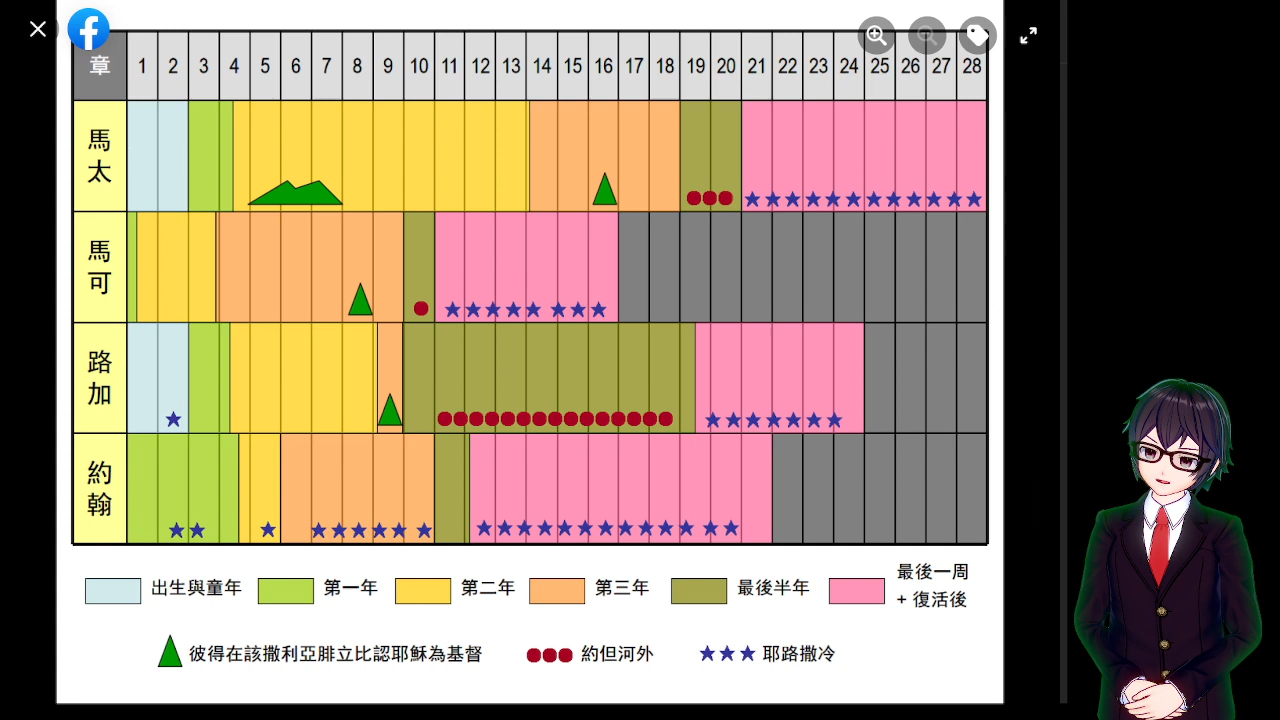 章 1 2 3 4 5 6 7 8 9 10 11 12 13 14 15 16 17 18 19 20 21 22 23 24 25 26 27 28
馬太
馬可
路加
約翰
出生與童年 第一年 第二年 第三年 最後半年 最後一周
+ 復活後
彼得在該撒利亞腓立比認耶穌為基督 約但河外 耶路撒冷